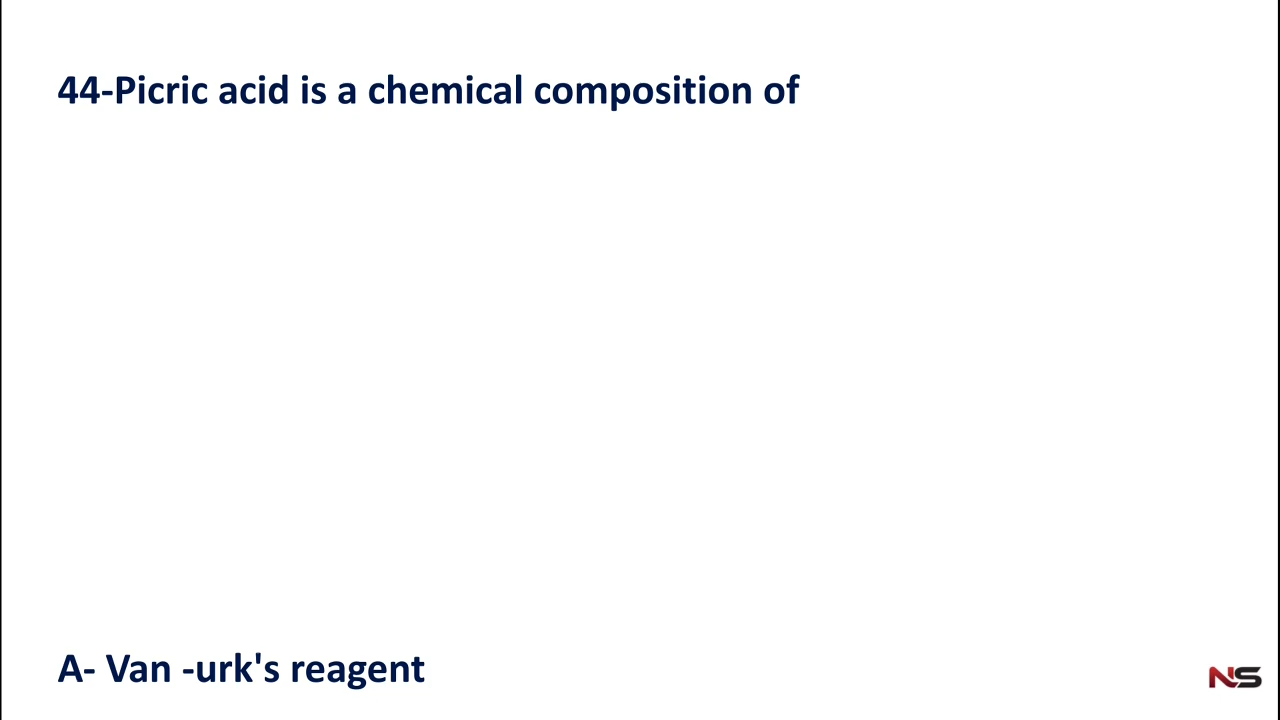 44-Picric acid is a chemical composition of
A- Van -urk's reagent
NS